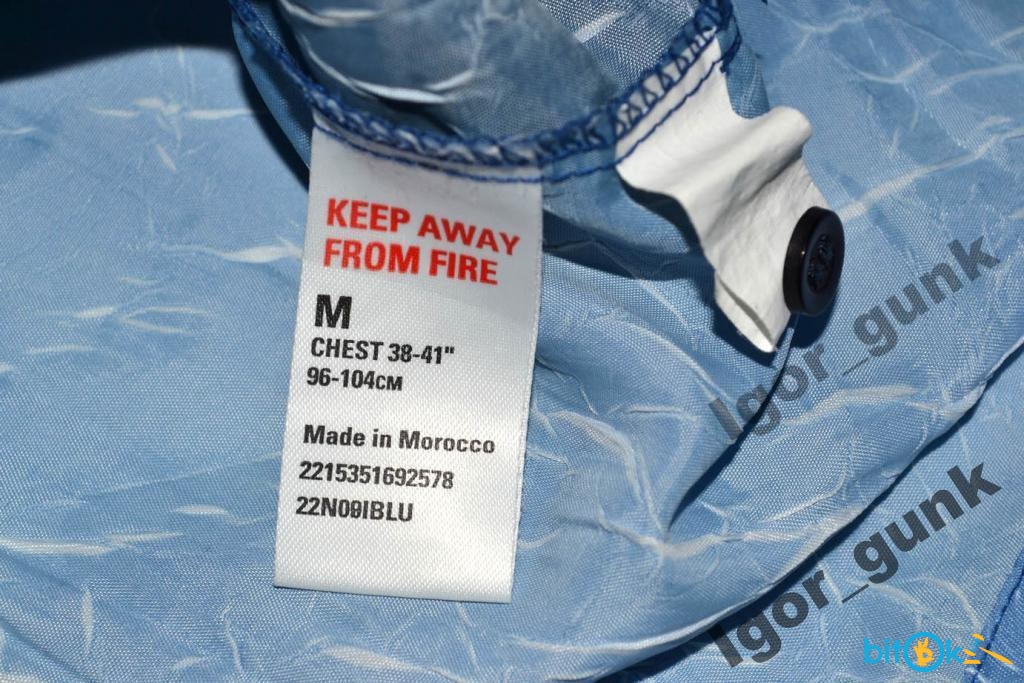 KEEP AWAY
FROM FIRE
M
CHEST 38-41"
96-104CM
Made in Morocco
2215351692578
22N09IBLU
Igor_gunk
Igor_gunk
bitok